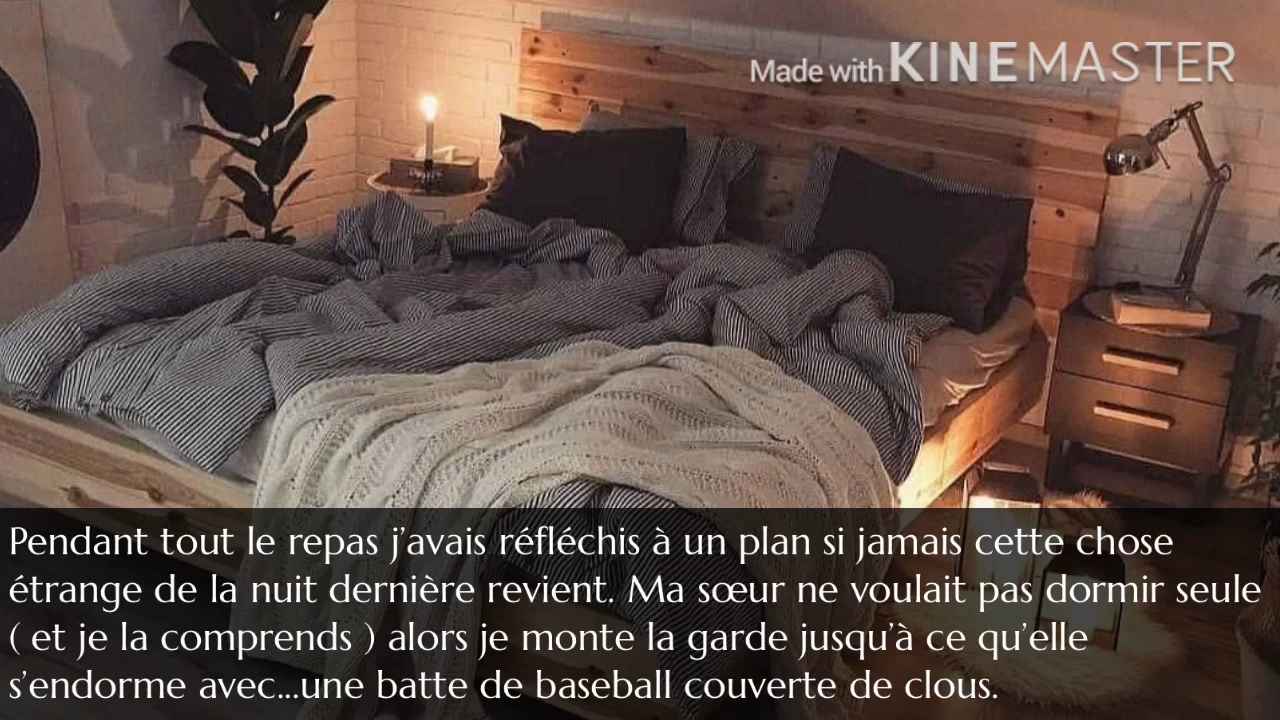 Made with KINEMASTER
Pendant tout le repas j’avais réfléchis à un plan si jamais cette chose
étrange de la nuit dernière revient. Ma sœur ne voulait pas dormir seule
( et je la comprends ) alors je monte la garde jusqu’à ce qu’elle
s’endorme avec...une batte de baseball couverte de clous.